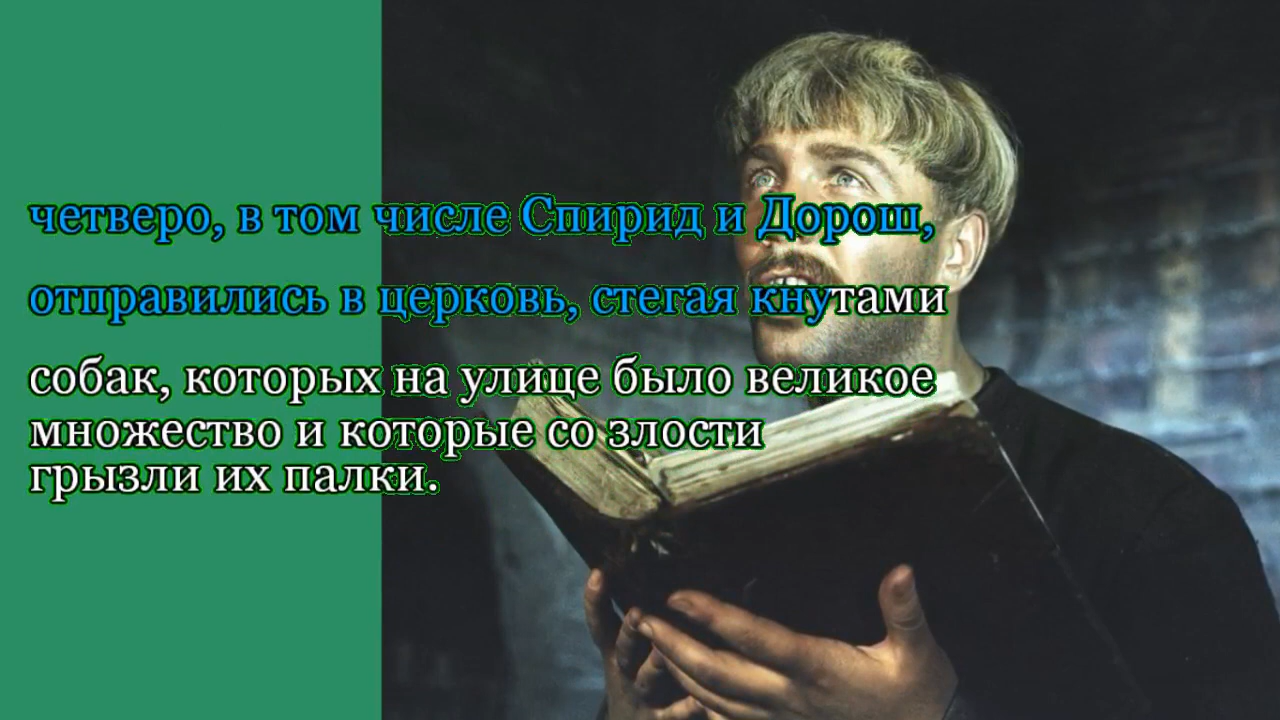 четверо, в том числе Спирид и Дорош,
отправились в церковь, стегая кнутами
собак, которых на улице было великое
множество и которые со злости
грызли их палки.